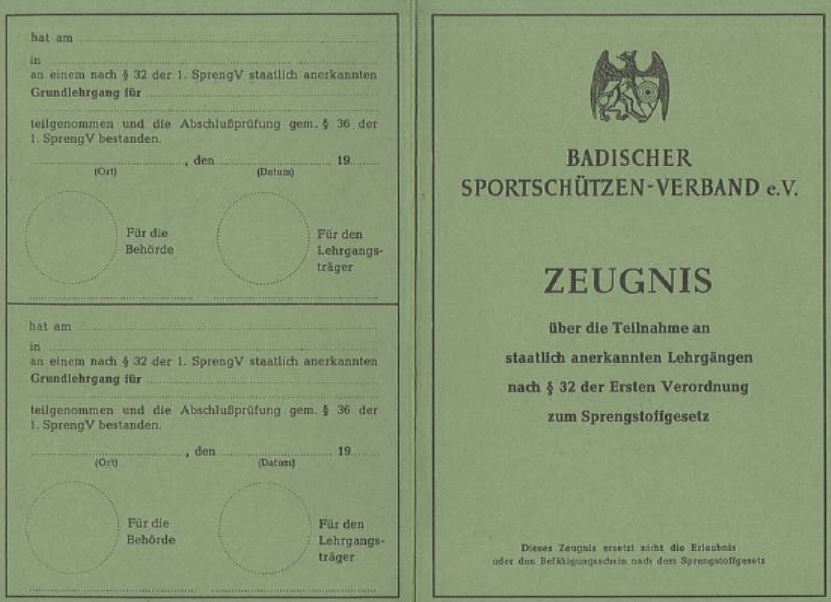 hat am
in
an einem nach § 32 der 1. SprengV staatlich anerkannten
Grundlehrgang für
teilgenommen und die Abschlußprüfung gem. § 36 der
1. SprengV bestanden.
, den 19
(Ort) (Datum)
Für die
Behörde
Für den
Lehrgangs-
träger
hat am
in
an einem nach § 32 der 1. SprengV staatlich anerkannten
Grundlehrgang für
teilgenommen und die Abschlußprüfung gem. § 36 der
1. SprengV bestanden.
, den 19
(Ort) (Datum)
Für die
Behörde
Für den
Lehrgangs-
träger
BADISCHER
SPORTSCHÜTZEN-VERBAND e.V.
ZEUGNIS
über die Teilnahme an
staatlich anerkannten Lehrgängen
nach § 32 der Ersten Verordnung
zum Sprengstoffgesetz
Dieses Zeugnis ersetzt nicht die Erlaubnis
oder den Befähigungsschein nach dem Sprengstoffgesetz